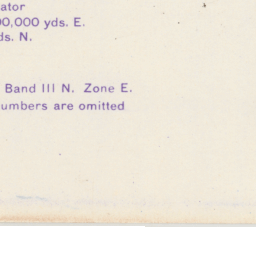 ator
00,000 yds. E.
ds. N.
Band III N. Zone E.
umbers are omitted